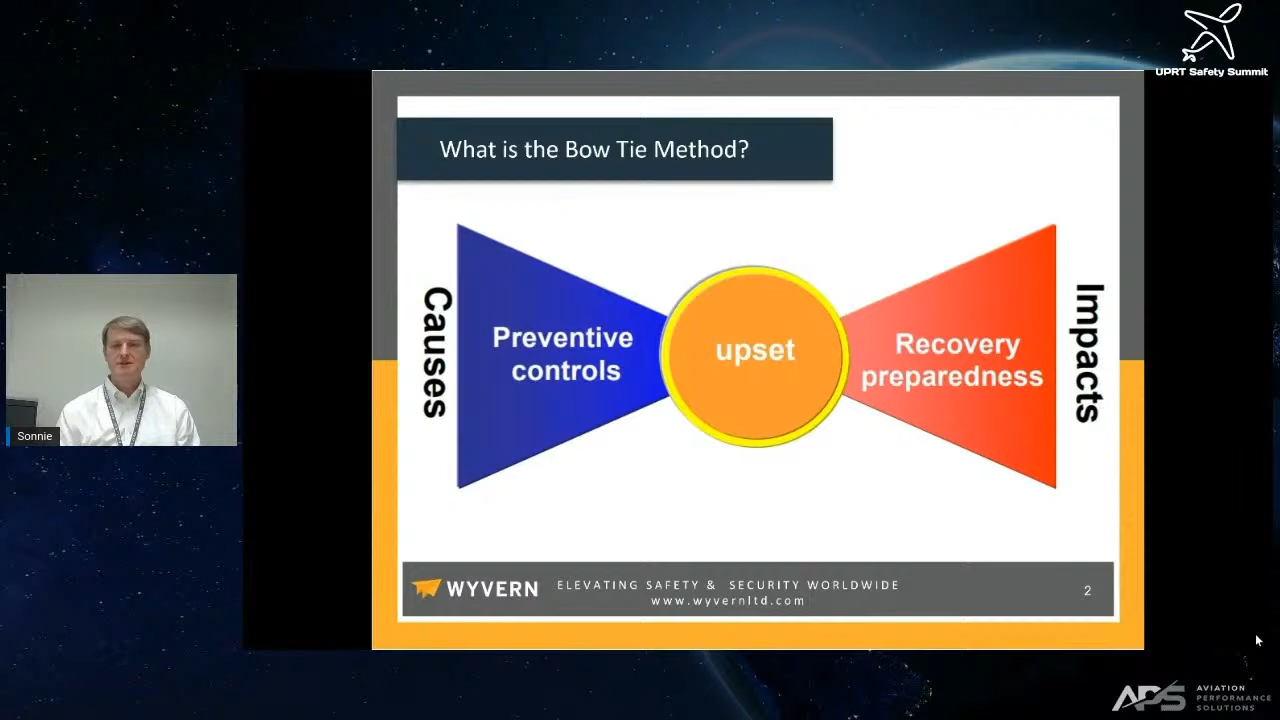 UPRT Safety Summit
What is the Bow Tie Method?
Causes
Preventive
controls
upset
Recovery
preparedness
Impacts
Sonnie
WYVERN
ELEVATING SAFETY & SECURITY WORLDWIDE
www.wyvernltd.com
2
APS
AVIATION
PERFORMANCE
SOLUTIONS